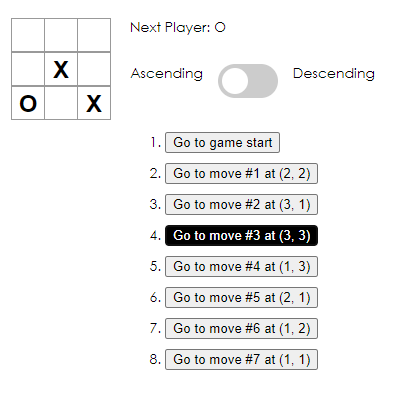 Next Player: O
Ascending Descending
X
O X
1. Go to game start
2. Go to move #1 at (2, 2)
3. Go to move #2 at (3, 1)
4. Go to move #3 at (3, 3)
5. Go to move #4 at (1, 3)
6. Go to move #5 at (2, 1)
7. Go to move #6 at (1, 2)
8. Go to move #7 at (1, 1)